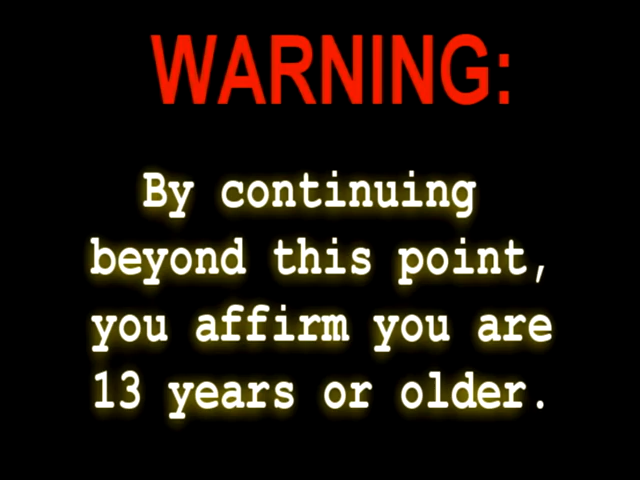 WARNING:
By continuing
beyond this point,
you affirm you are
13 years or older.